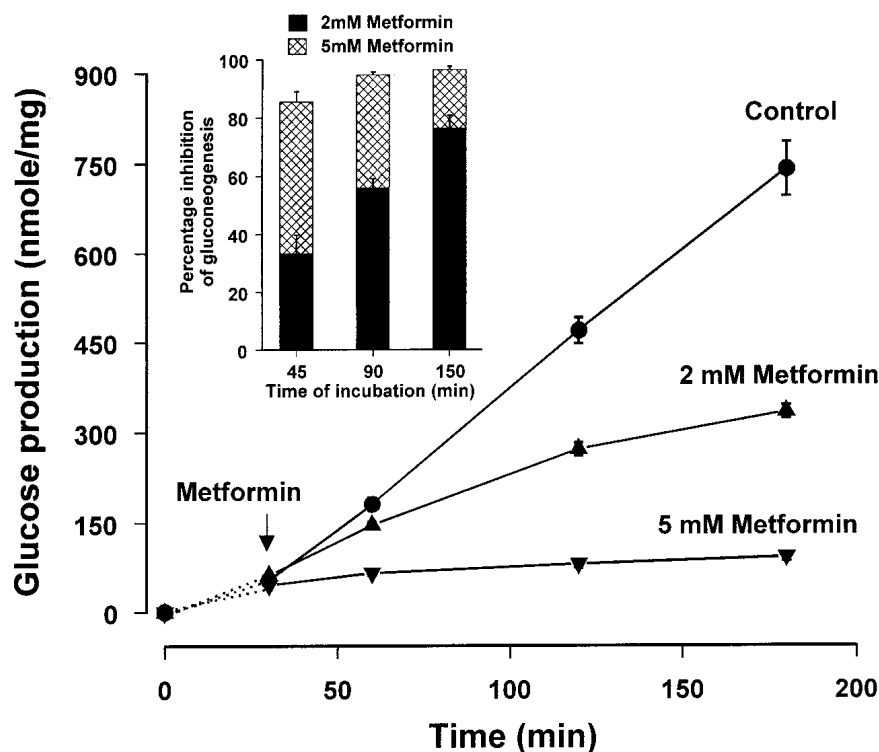 2mM Metformin
5mM Metformin
100
80
60
40
20
0
Percentage inhibition
of gluconeogenesis
45 90 150
Time of incubation (min)
900
750
600
450
300
150
0
Glucose production (nmole/mg)
Control
2 mM Metformin
Metformin
5 mM Metformin
0 50 100 150 200
Time (min)